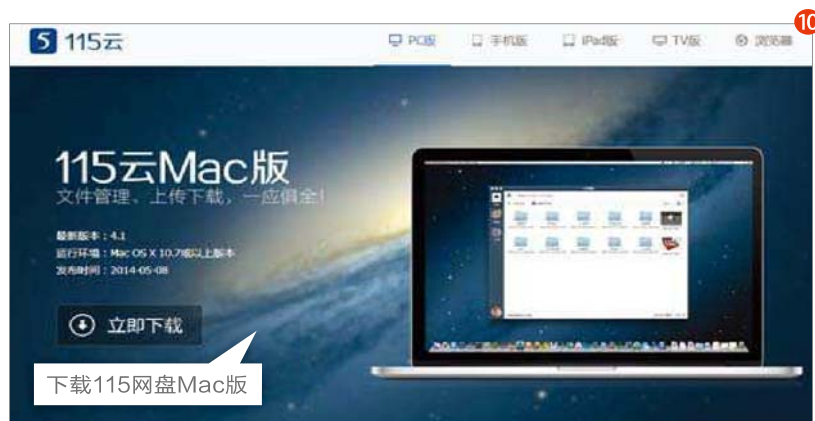 10
5 115云
PC版 手机版 iPad版 TV版 浏览器
115云Mac版
文件管理、上传下载，一应俱全!
最新版本：4.1
运行环境：Mac OS X 10.7或以上版本
发布时间：2014-05-08
立即下载
下载115网盘Mac版